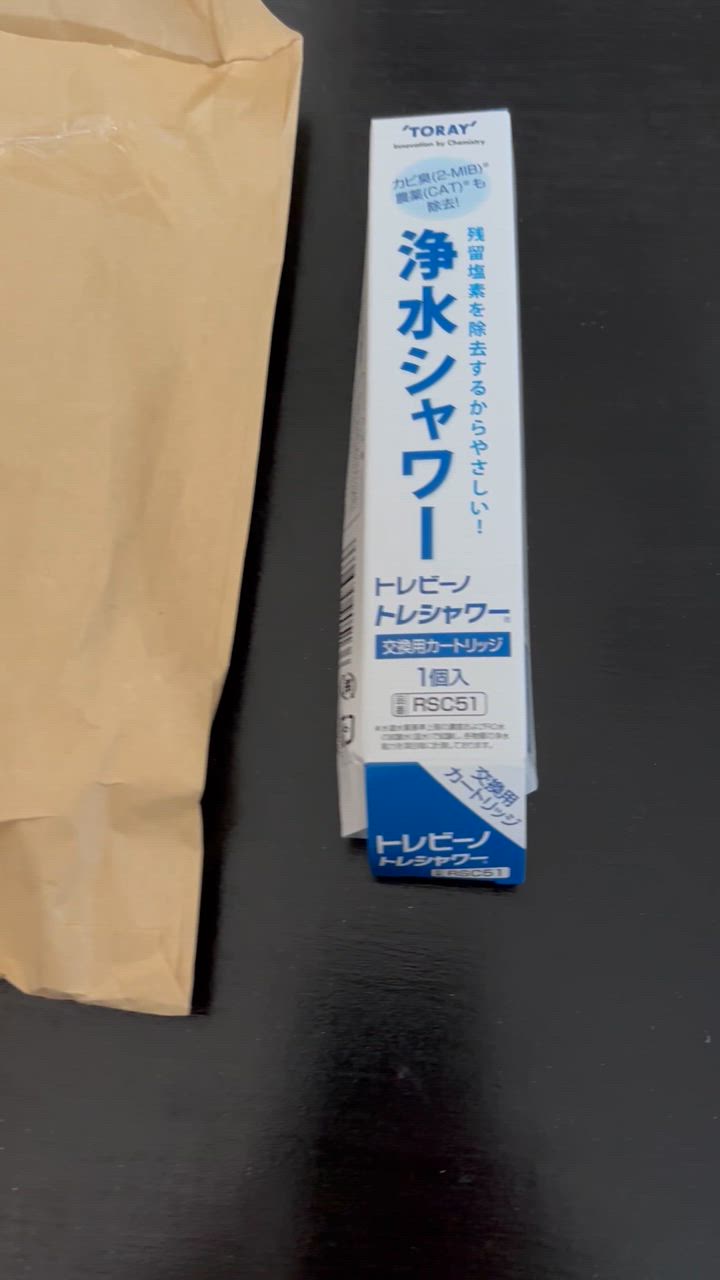 'TORAY'
Innovation by Chemistry
カビ臭(2-MIB)※
農薬(CAT)※も
除去!
残留塩素を除去するからやさしい!
浄水シャワー
トレビーノ
トレシャワー®
交換用カートリッジ
1個入
品番 RSC51
交換用
カートリッジ
トレビーノ
トレシャワー
品番 RSC51